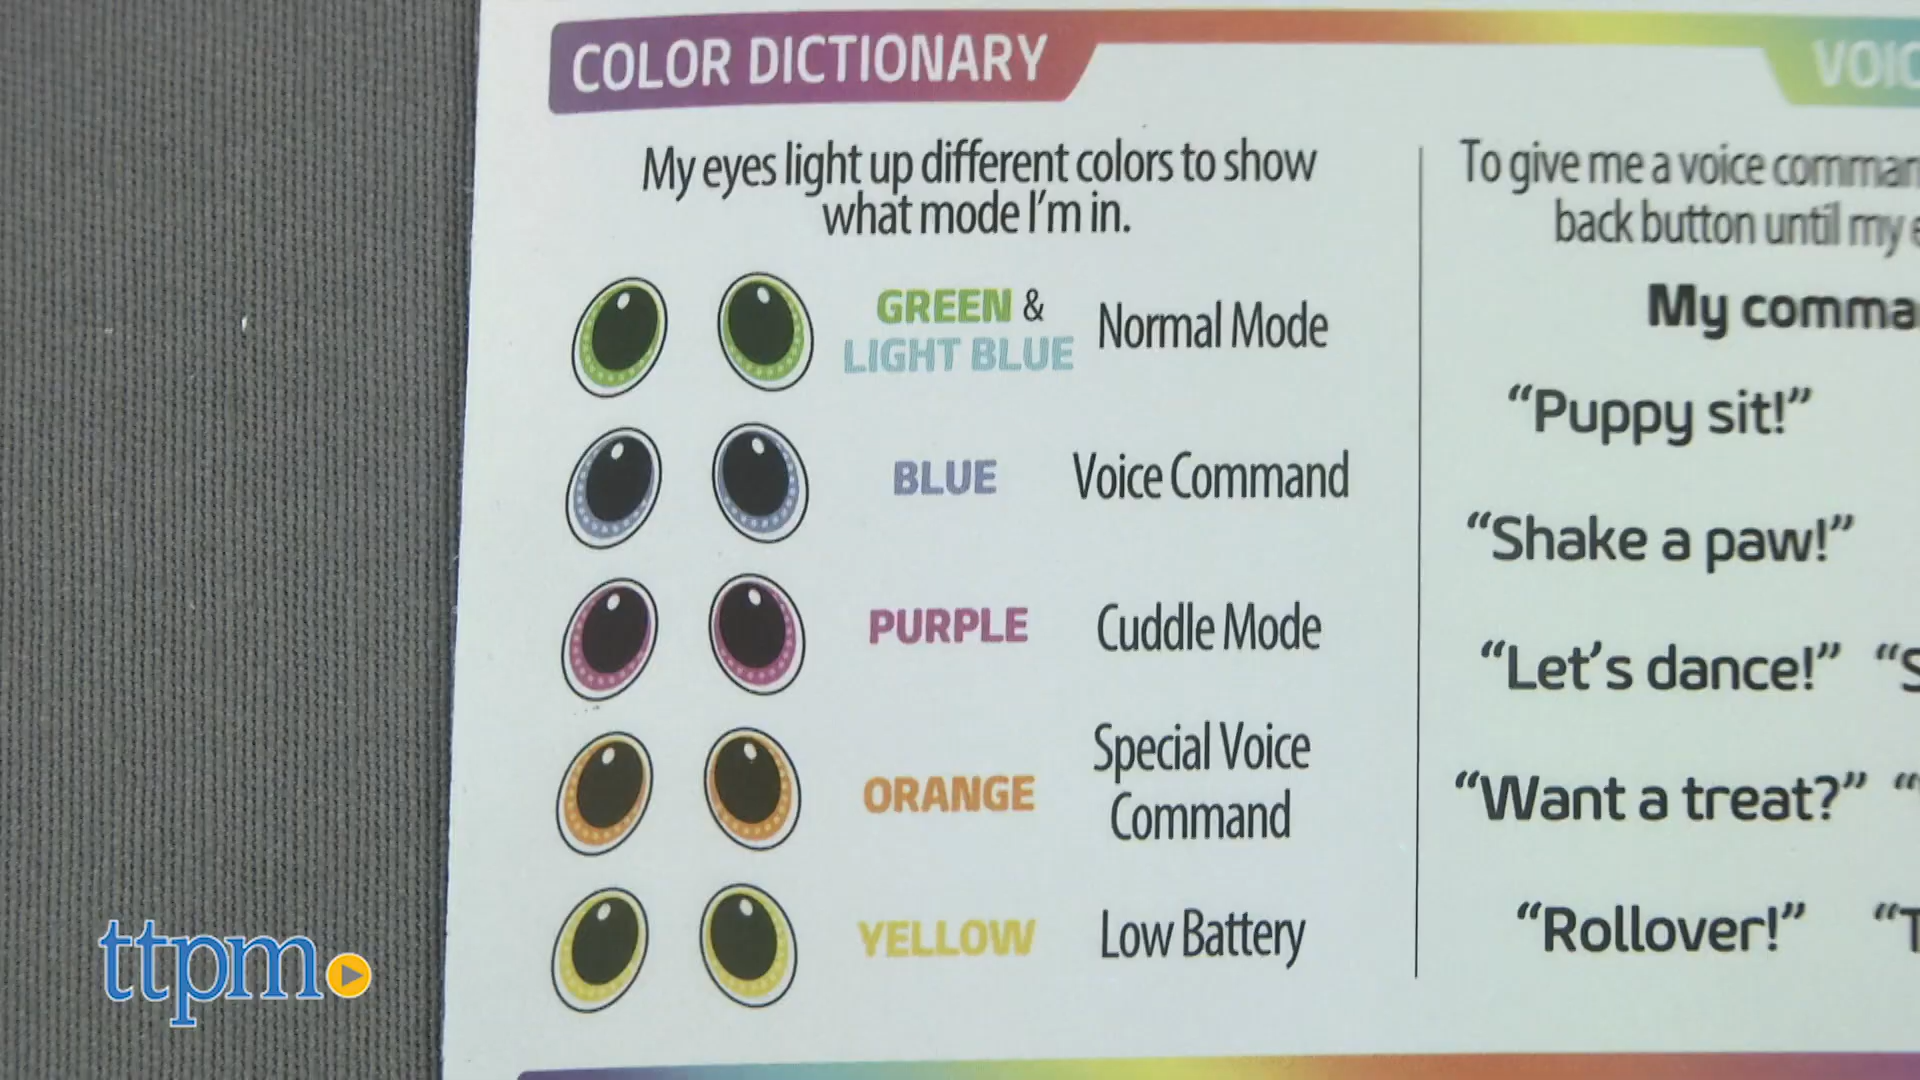 COLOR DICTIONARY
My eyes light up different colors to show
what mode I'm in.
GREEN &
LIGHT BLUE
Normal Mode
BLUE
Voice Command
PURPLE
Cuddle Mode
ORANGE
Special Voice
Command
YELLOW
Low Battery
To give me a voice
back button until my
My
“Puppy sit!”
“Shake a paw!”
“Let's dance!”
“Want a treat?”
“Rollover!”
ttpm